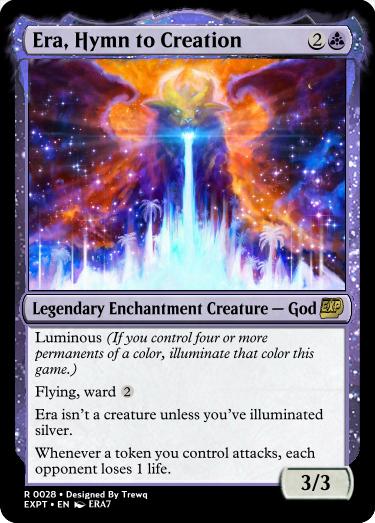 Era, Hymn to Creation 2
Legendary Enchantment Creature — God EXP
Luminous (If you control four or more
permanents of a color, illuminate that color this
game.)
Flying, ward 2
Era isn't a creature unless you've illuminated
silver.
Whenever a token you control attacks, each
opponent loses 1 life.
3/3
R 0028 • Designed By Trewq
EXPT • EN ERA7